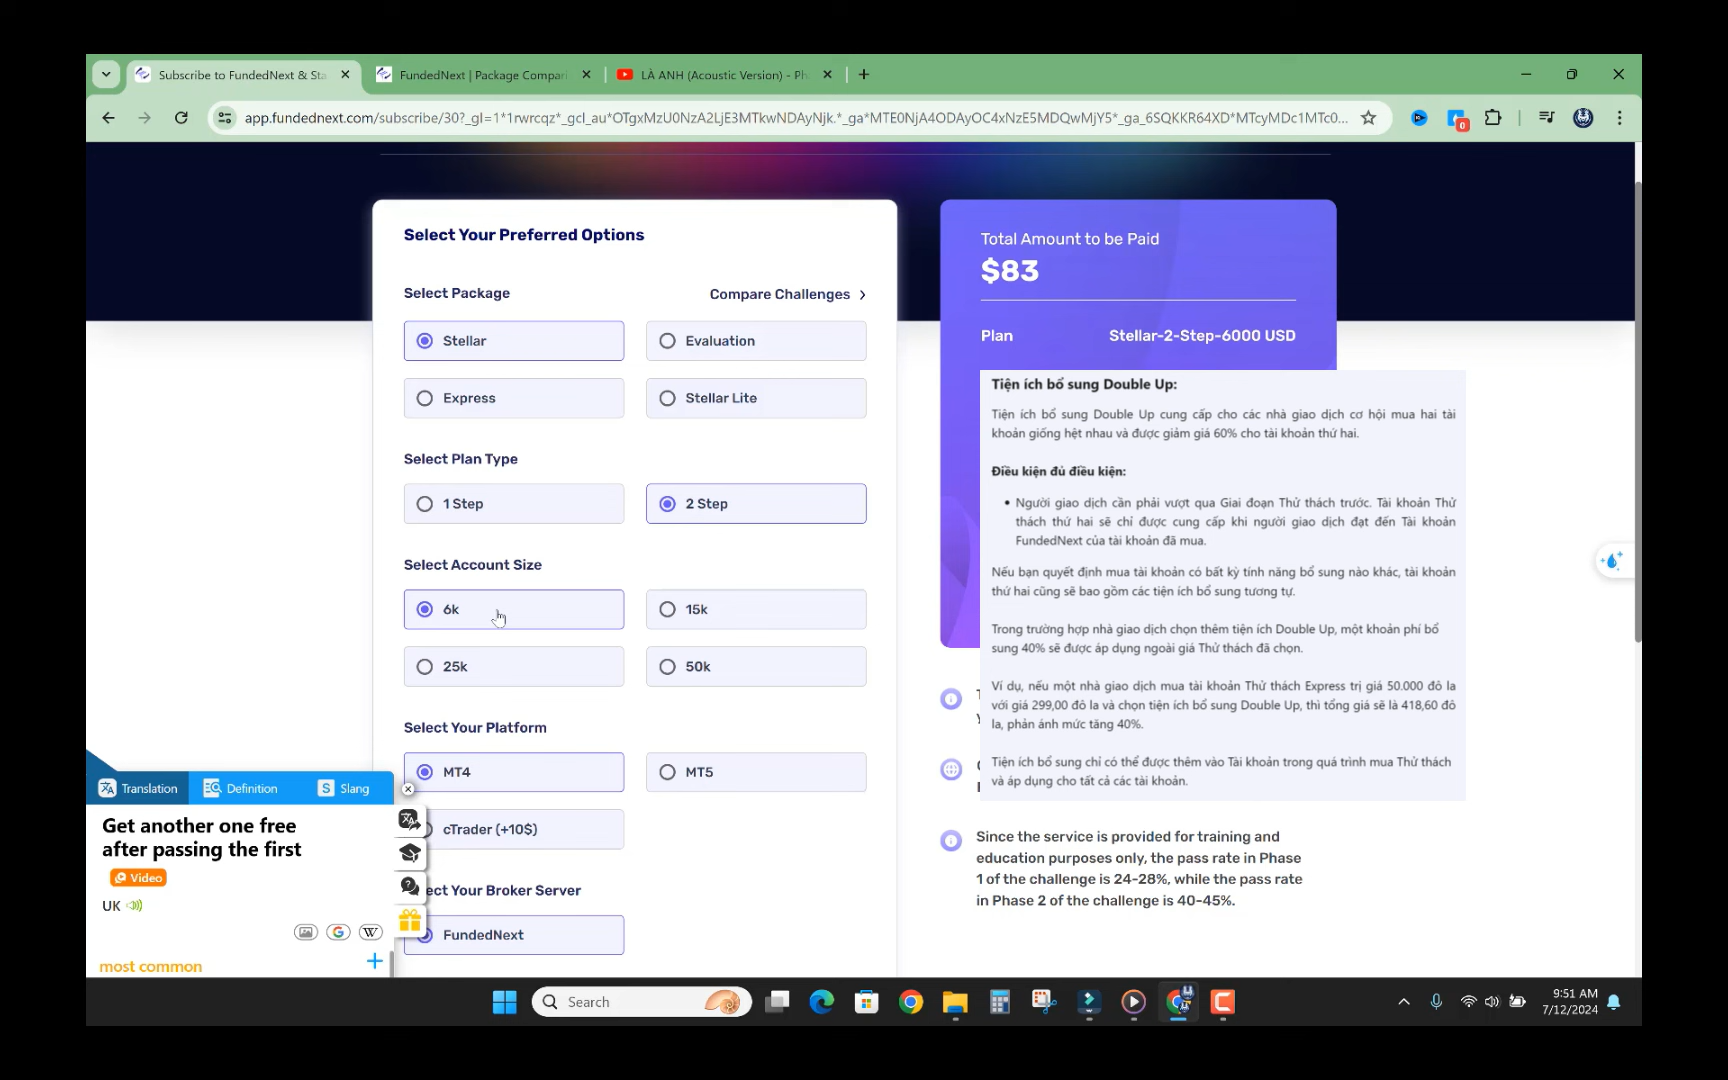 Subscribe to FundedNext & Sta
FundedNext | Package Compari
LÀ ANH (Acoustic Version) - Ph
app.fundednext.com/subscribe/30?_gl=1*1rwrcqz*_gcl_au*OTgxMzU0NzA2LjE3MTkwNDAyNjk.*_ga*MTE0NjA4ODAyOC4xNzE5MDQwMjY5*_ga_6SQKKR64XD*MTcyMDc1MTc0...
0
Select Your Preferred Options
Select Package
Compare Challenges
Stellar
Evaluation
Express
Stellar Lite
Select Plan Type
1 Step
2 Step
Select Account Size
6k
15k
25k
50k
Select Your Platform
MT4
MT5
cTrader (+10$)
ect Your Broker Server
FundedNext
Total Amount to be Paid
$83
Plan
Stellar-2-Step-6000 USD
Tiện ích bổ sung Double Up:
Tiện ích bổ sung Double Up cung cấp cho các nhà giao dịch cơ hội mua hai tài
khoản giống hệt nhau và được giảm giá 60% cho tài khoản thứ hai.
Điều kiện đủ điều kiện:
• Người giao dịch cần phải vượt qua Giai đoạn Thử thách trước. Tài khoản Thử
thách thứ hai sẽ chỉ được cung cấp khi người giao dịch đạt đến Tài khoản
FundedNext của tài khoản đã mua.
Nếu bạn quyết định mua tài khoản có bất kỳ tính năng bổ sung nào khác, tài khoản
thứ hai cũng sẽ bao gồm các tiện ích bổ sung tương tự.
Trong trường hợp nhà giao dịch chọn thêm tiện ích Double Up, một khoản phí bổ
sung 40% sẽ được áp dụng ngoài giá Thử thách đã chọn.
Ví dụ, nếu một nhà giao dịch mua tài khoản Thử thách Express trị giá 50.000 đô la
với giá 299,00 đô la và chọn tiện ích bổ sung Double Up, thì tổng giá sẽ là 418,60 đô
la, phản ánh mức tăng 40%.
Tiện ích bổ sung chỉ có thể được thêm vào Tài khoản trong quá trình mua Thử thách
và áp dụng cho tất cả các tài khoản.
Since the service is provided for training and
education purposes only, the pass rate in Phase
1 of the challenge is 24-28%, while the pass rate
in Phase 2 of the challenge is 40-45%.
Translation
Definition
S Slang
Get another one free
after passing the first
Video
UK
G
W
most common
Search
9:51 AM
7/12/2024